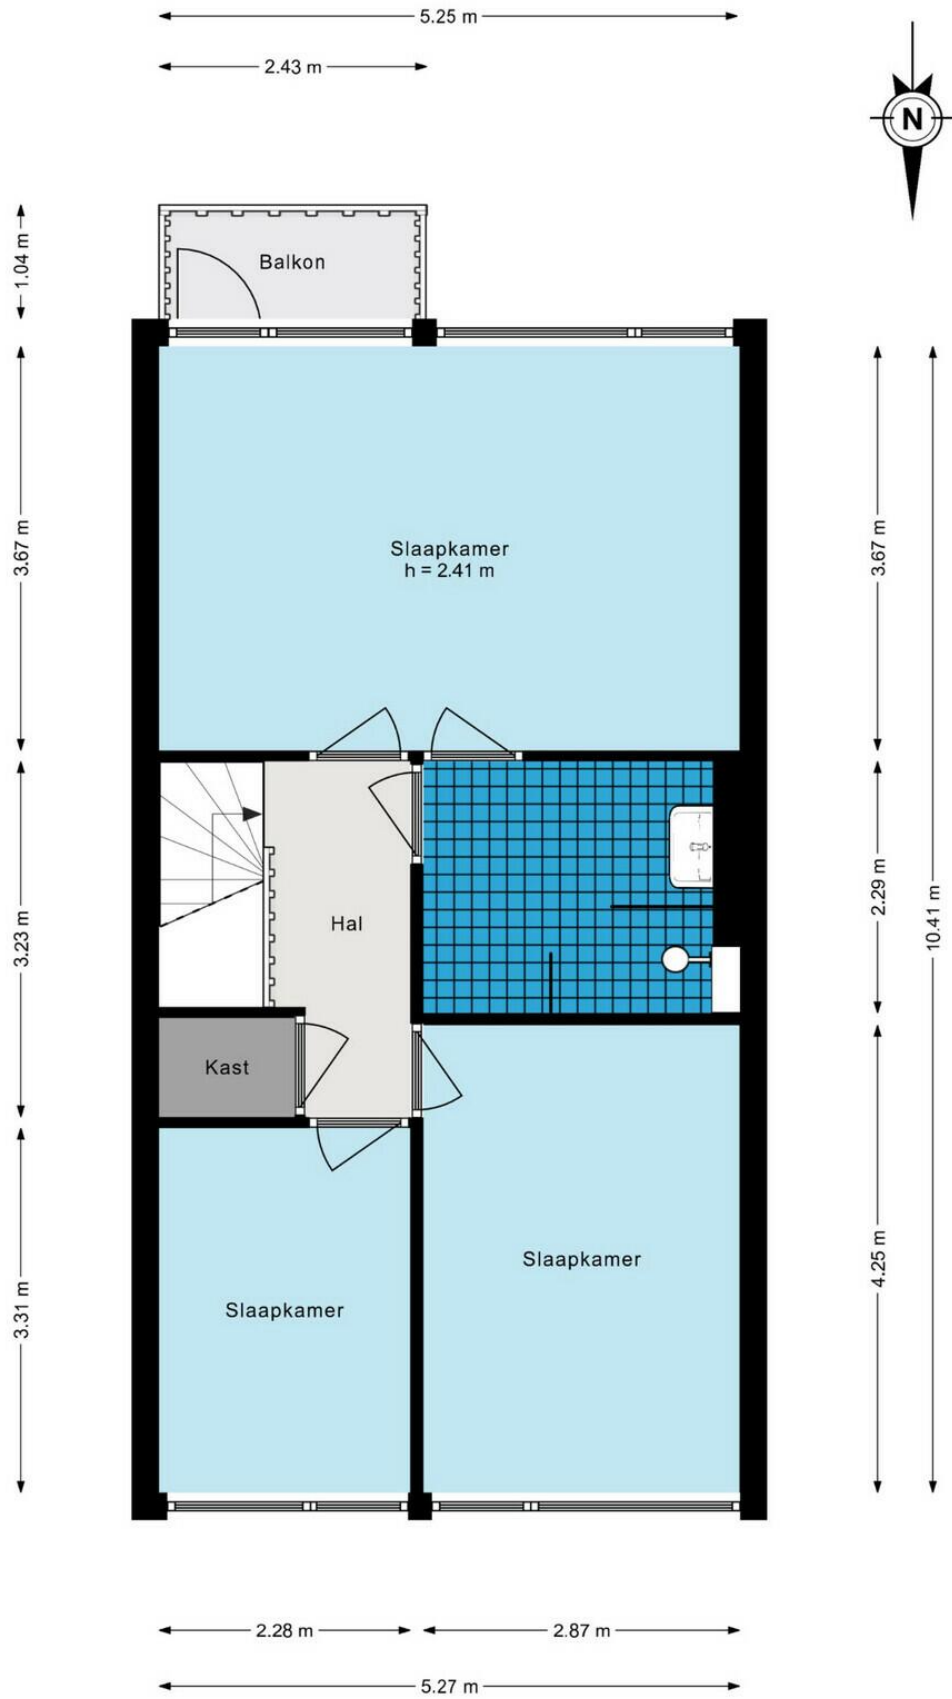 5.25 m
2.43 m
N
1.04 m
Balkon
3.67 m
Slaapkamer
h = 2.41 m
3.67 m
3.23 m
Hal
2.29 m
10.41 m
Kast
Slaapkamer
4.25 m
3.31 m
Slaapkamer
2.28 m
2.87 m
5.27 m